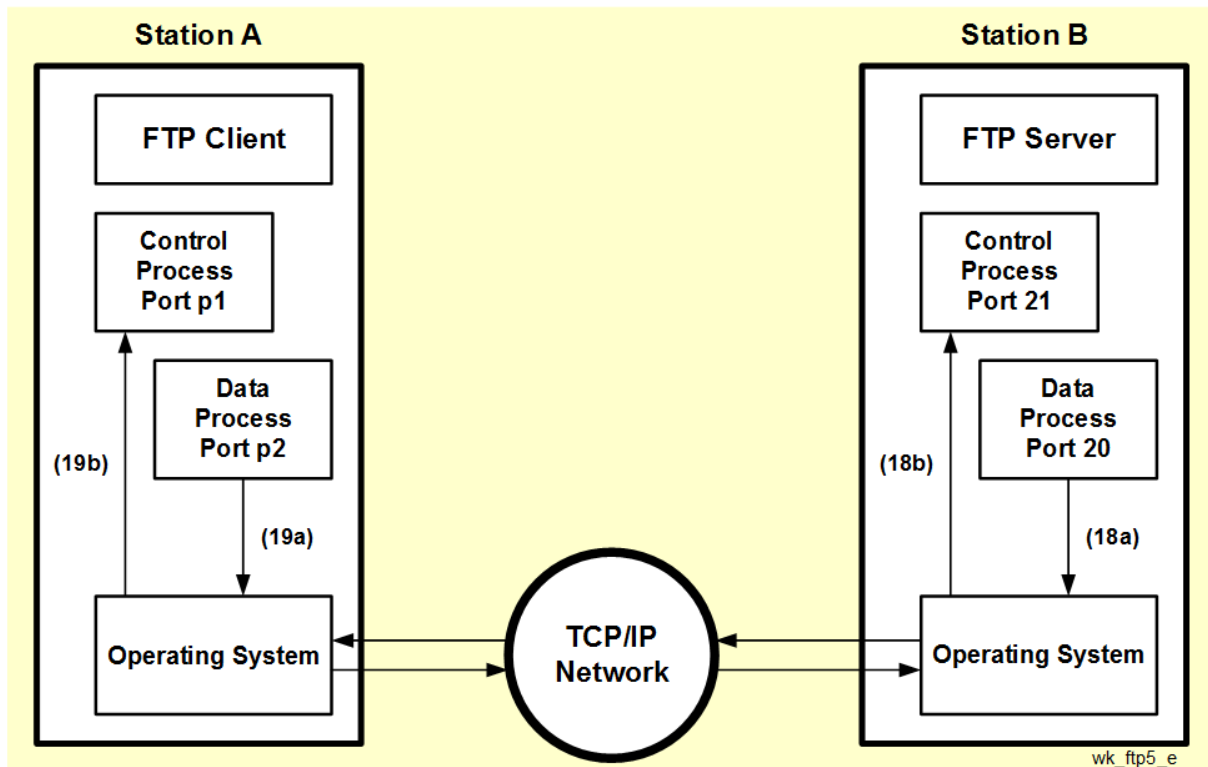 Station A
FTP Client
Control
Process
Port p1
Data
Process
Port p2
(19b)
(19a)
Operating System
TCP/IP
Network
Station B
FTP Server
Control
Process
Port 21
Data
Process
Port 20
(18b)
(18a)
Operating System
wk_ftp5_e